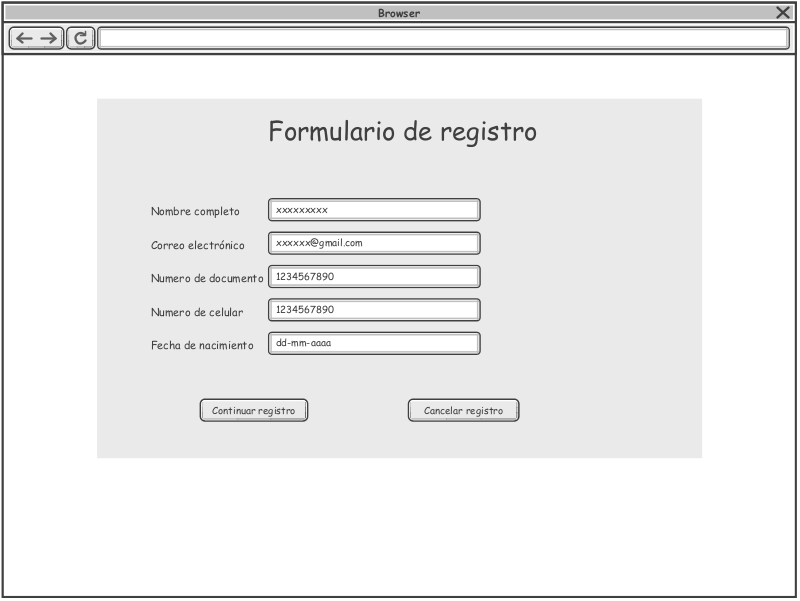 Browser
Formulario de registro
Nombre completo xxxxxxxxx
Correo electrónico xxxxxx@gmail.com
Numero de documento 1234567890
Numero de celular 1234567890
Fecha de nacimiento dd-mm-aaaa
Continuar registro Cancelar registro